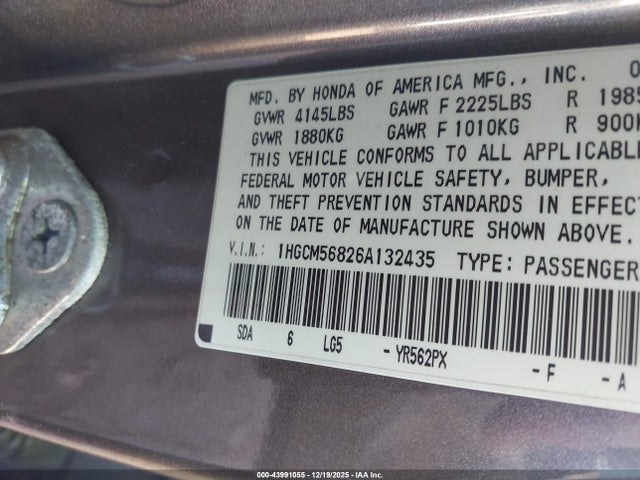 MFD. BY HONDA OF AMERICA MFG., INC. 0
GVWR 4145LBS GAWR F 2225LBS R 1985
GVWR 1880KG GAWR F 1010KG R 900K
THIS VEHICLE CONFORMS TO ALL APPLICABLE
FEDERAL MOTOR VEHICLE SAFETY, BUMPER,
AND THEFT PREVENTION STANDARDS IN EFFECT
ON THE DATE OF MANUFACTURE SHOWN ABOVE.
V.I.N.: 1HGCM56826A132435 TYPE: PASSENGER
SDA 6 LG5 - YR562PX - F - A
000-43991055 - 12/19/2025 - IAA Inc.